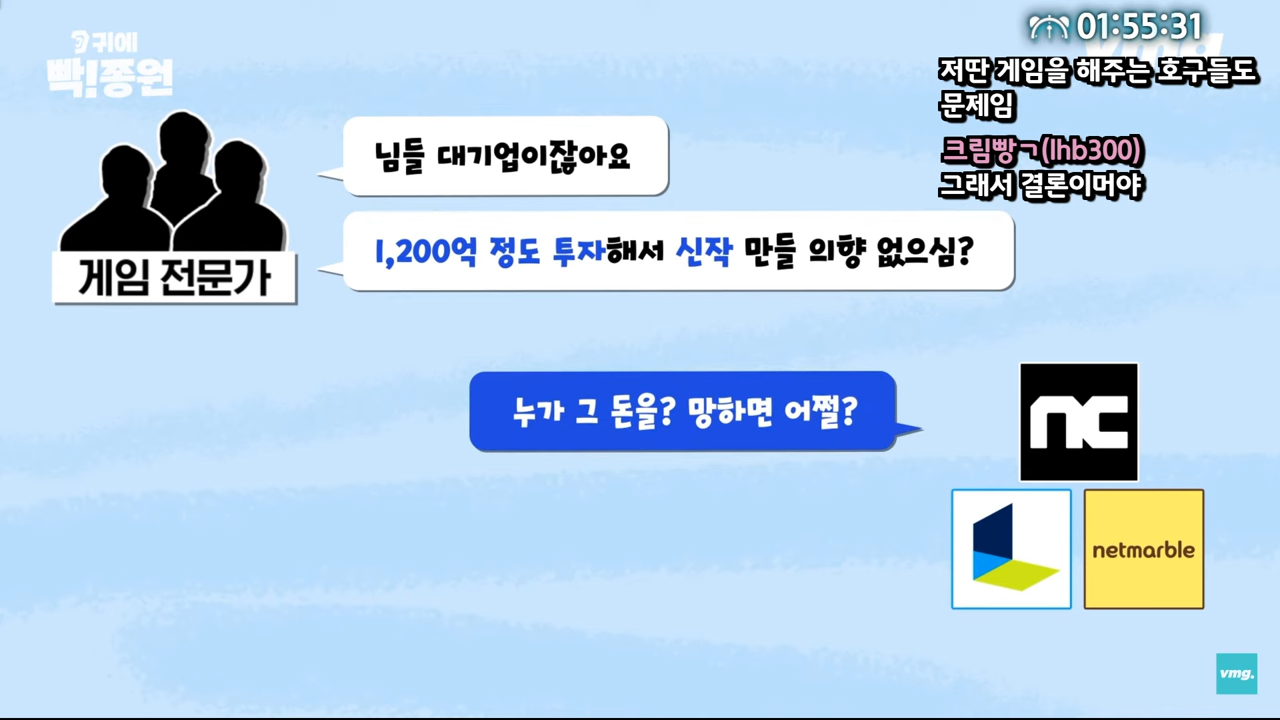 귀에
빡!종원
01:55:31
vmg.
저딴 게임을 해주는 호구들도
문제임
크림빵ㄱ(lhb300)
그래서 결론이머야
님들 대기업이잖아요
1,200억 정도 투자해서 신작 만들 의향 없으심?
게임 전문가
누가 그 돈을? 망하면 어쩔?
nc
netmarble
vmg.